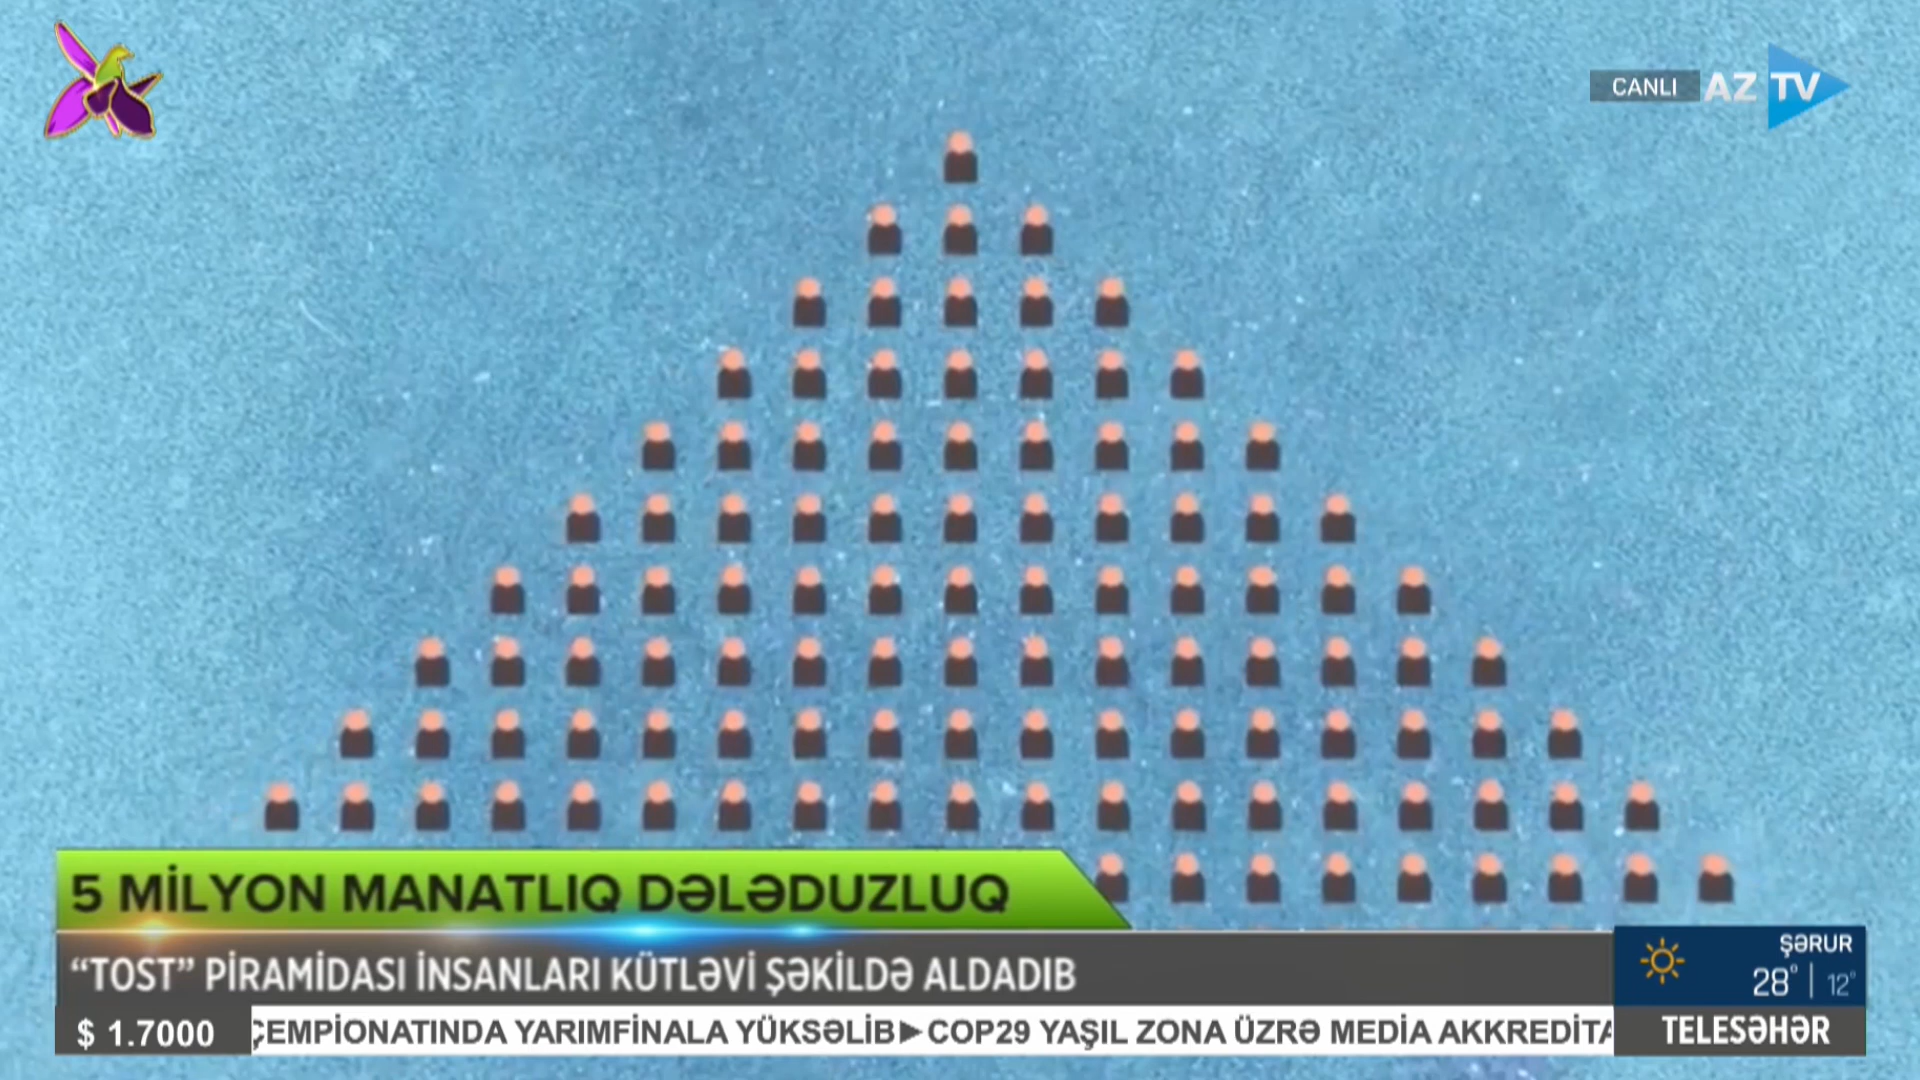 CANLI AZ TV
5 MİLYON MANATLIQ DƏLƏDUZLUQ
“TOST” PİRAMİDASI İNSANLARI KÜTLƏVİ ŞƏKİLDƏ ALDADIB
ŞƏRUR
28° | 12°
$ 1.7000
ÇEMPİONATINDA YARIMFİNALA YÜKSƏLİB▶COP29 YAŞIL ZONA ÜZRƏ MEDİA AKKREDİTA
TELESƏHƏR